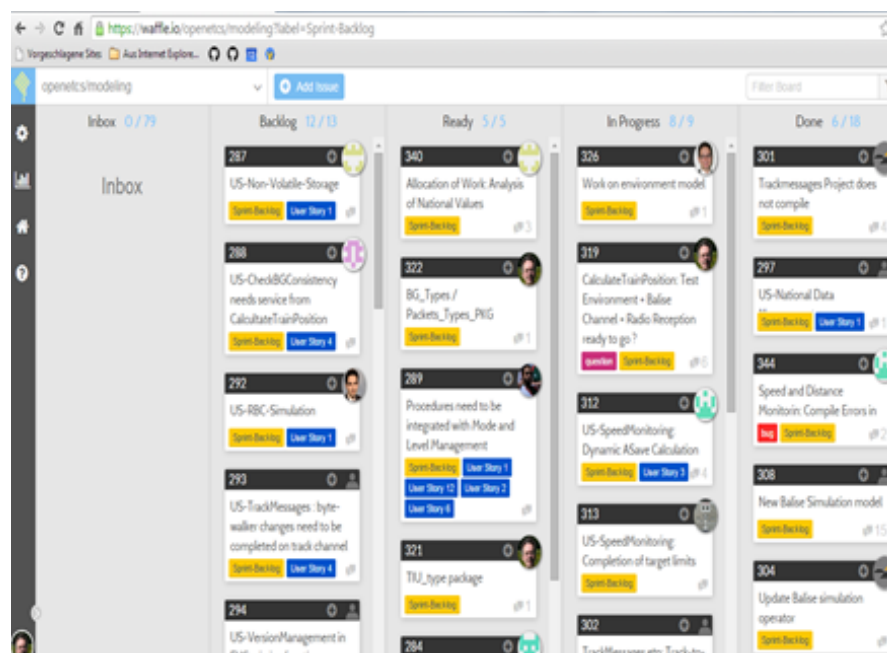 https://waffle.io/openetcs/modeling?label=Sprint-Backlog
Vorgeschlagene Sites Aus Internet Explore...
openetcs/modeling Add Issue Filter Board
Inbox 0/79
Inbox
Backlog 12/13
287
US-Non-Volatile-Storage
Sprint-Backlog User Story 1
288
US-CheckBGConsistency
needs service from
CalcultateTrainPosition
Sprint-Backlog User Story 4
292
US-RBC-Simulation
Sprint-Backlog User Story 1
293
US-TrackMessages : byte-
walker changes need to be
completed on track channel
Sprint-Backlog User Story 4
294
US-VersionManagement in
Ready 5/5
340
Allocation of Work: Analysis
of National Values
Sprint-Backlog 3
322
BG_Types /
Packets_Types_PKG
Sprint-Backlog 1
289
Procedures need to be
integrated with Mode and
Level Management
Sprint-Backlog User Story 1
User Story 12 User Story 2
User Story 6
321
TIU_type package
Sprint-Backlog 1
284
In Progress 8/9
326
Work on environment model
Sprint-Backlog 1
319
CalculateTrainPosition: Test
Environment + Balise
Channel + Radio Reception
ready to go ?
question Sprint-Backlog 6
312
US-SpeedMonitoring:
Dynamic ASave Calculation
Sprint-Backlog User Story 3 4
313
US-SpeedMonitoring:
Completion of target limits
Sprint-Backlog
302
Done 6/18
301
Trackmessages Project does
not compile
Sprint-Backlog 4
297
US-National Data
Sprint-Backlog User Story 1 1
344
Speed and Distance
Monitorin: Compile Errors in
bug Sprint-Backlog 2
308
New Balise Simulation model
Sprint-Backlog 15
304
Update Balise simulation
operator
Sprint-Backlog